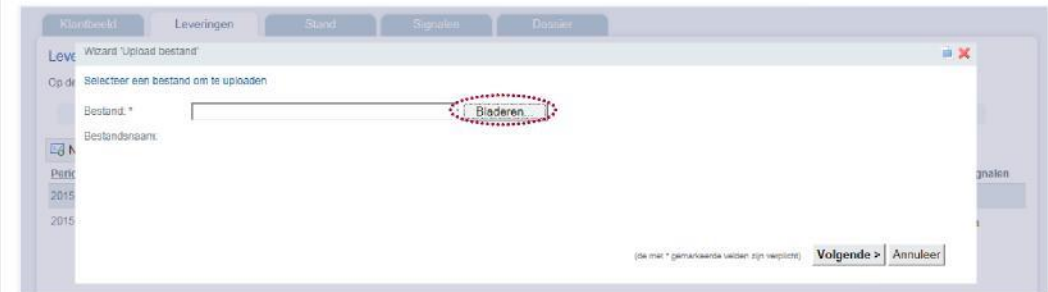 Klantbeeld Leveringen Stand Signalen Dossier
Leve
Wizard 'Upload bestand'
Op de
Selecteer een bestand om te uploaden
Bestand: *
Bladeren...
Bestandsnaam:
N
Perio
gnalen
2015
2015
(de met * gemarkeerde velden zijn verplicht)
Volgende > Annuleer